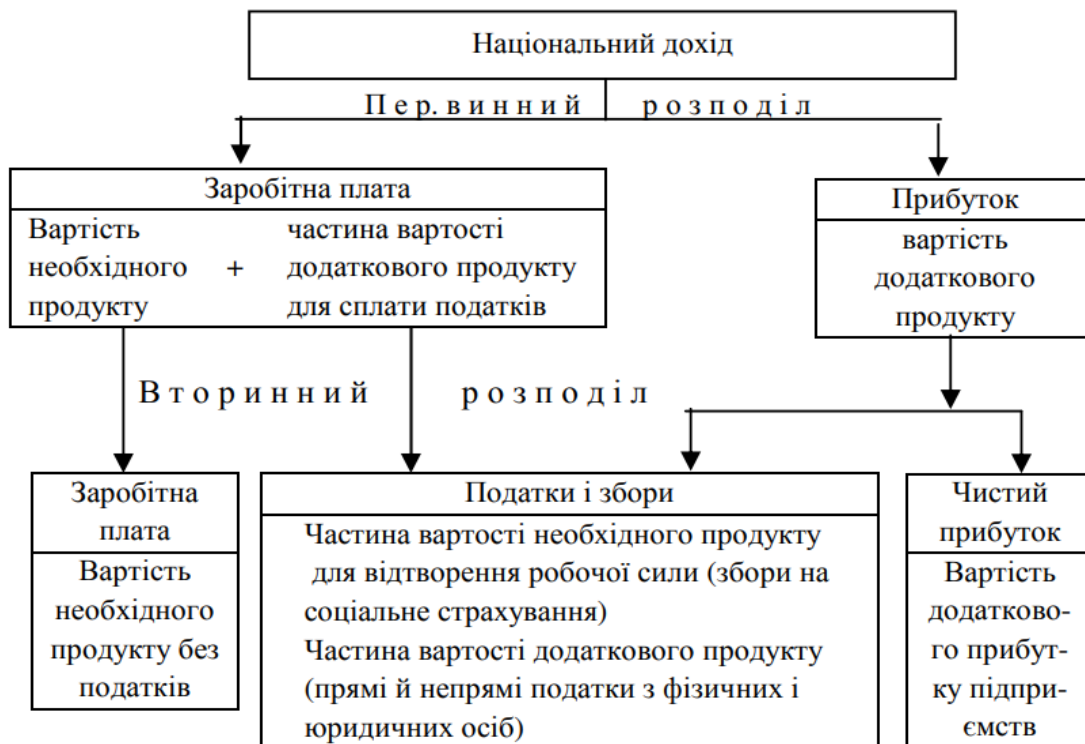 Національний дохід
П е р. в и н н и й р о з п о д і л
Заробітна плата
Вартість необхідного продукту
+
частина вартості
додаткового продукту
для сплати податків
Прибуток
вартість
додаткового
продукту
В т о р и н н и й р о з п о д і л
Заробітна
плата
Вартість
необхідного
продукту без
податків
Податки і збори
Частина вартості необхідного продукту
для відтворення робочої сили (збори на
соціальне страхування)
Частина вартості додаткового продукту
(прямі й непрямі податки з фізичних і
юридичних осіб)
Чистий
прибуток
Вартість
додатково-
го прибут-
ку підпри-
ємств